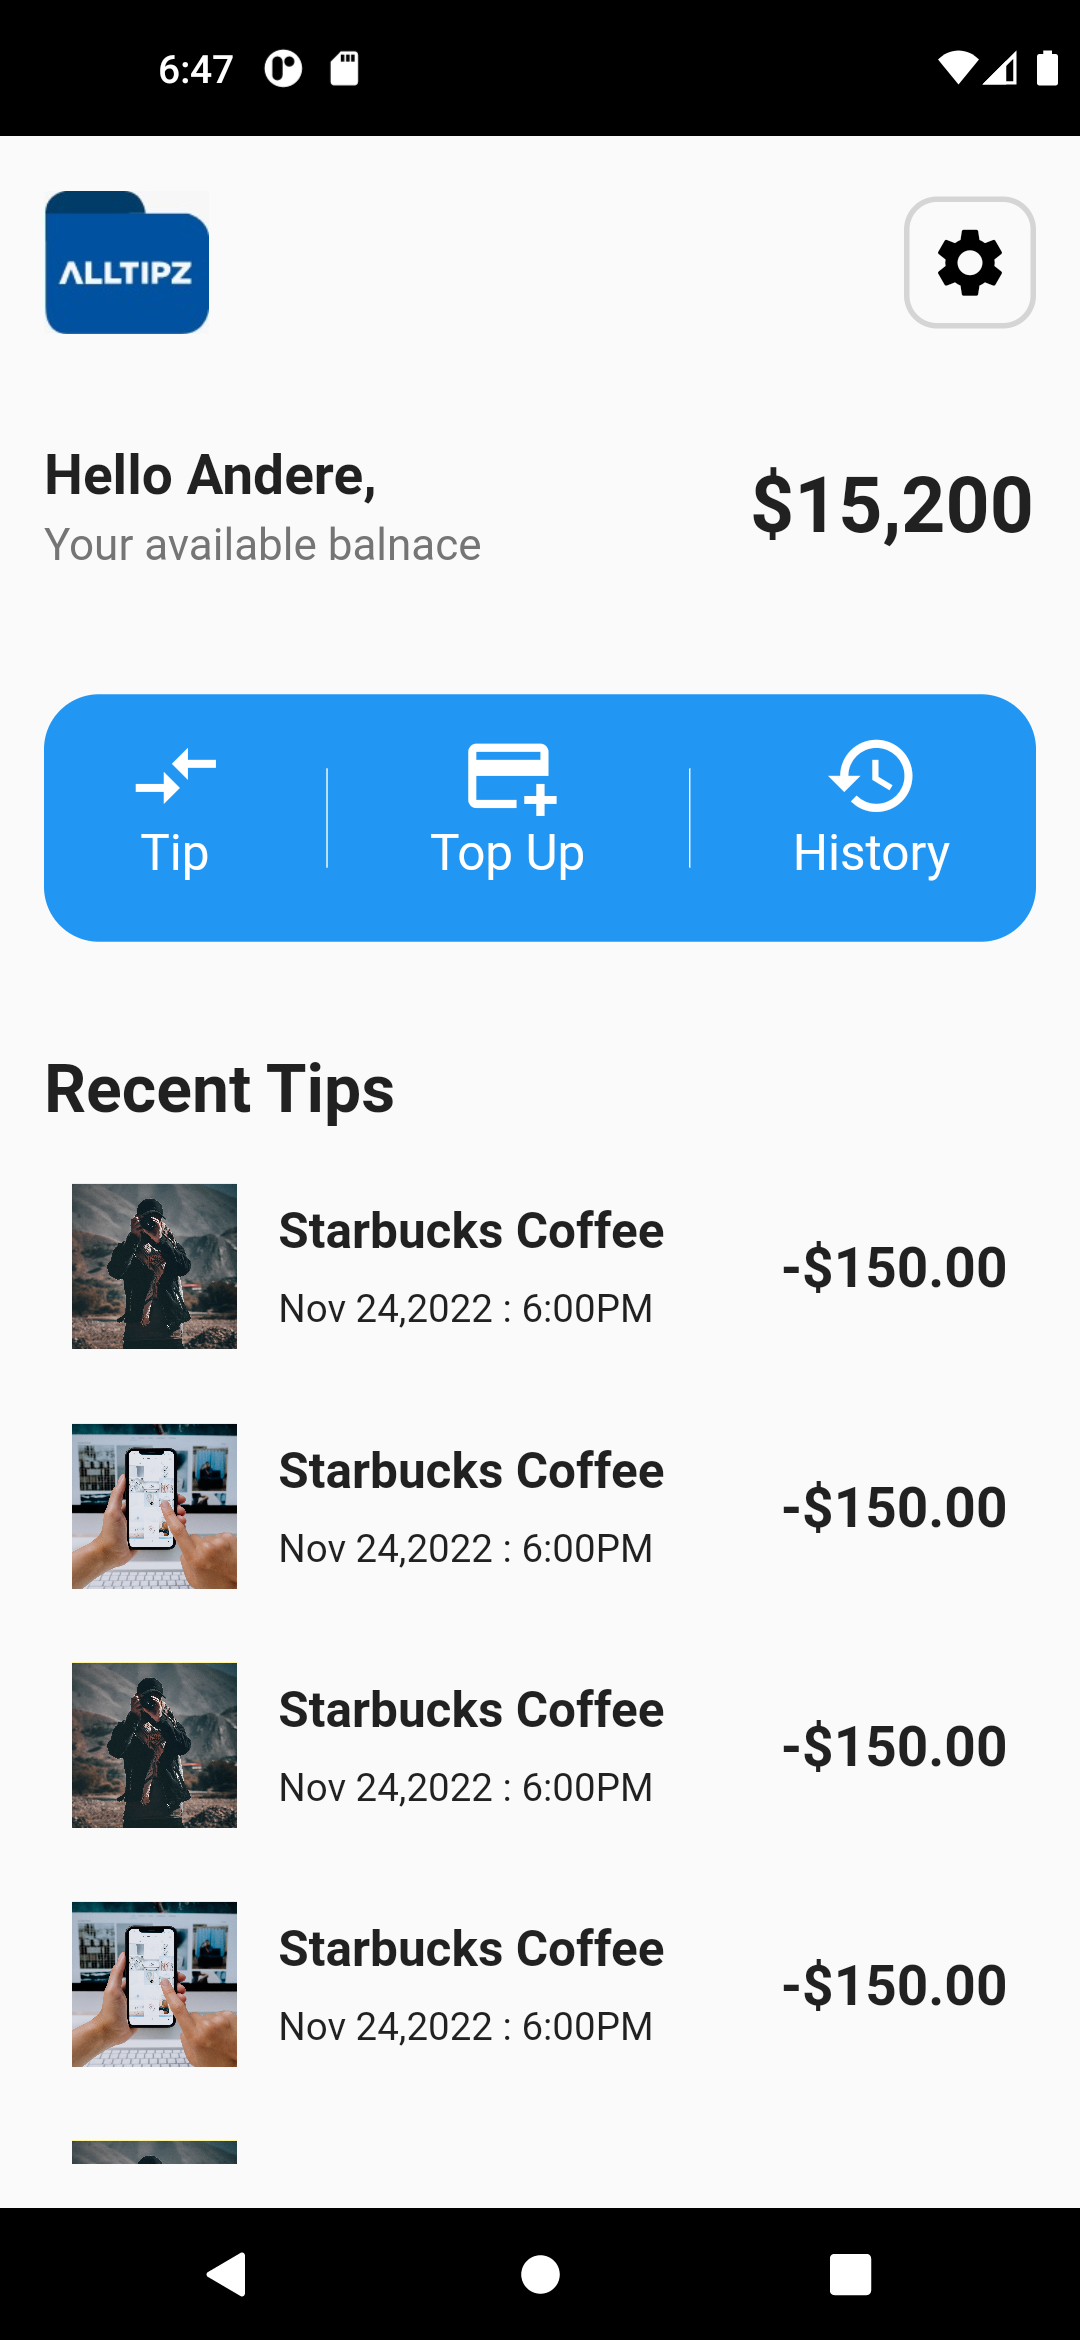 6:47
ALLTIPZ
Hello Andere,
$15,200
Your available balnace
Tip
Top Up
History
Recent Tips
Starbucks Coffee
-$150.00
Nov 24,2022 : 6:00PM
Starbucks Coffee
-$150.00
Nov 24,2022 : 6:00PM
Starbucks Coffee
-$150.00
Nov 24,2022 : 6:00PM
Starbucks Coffee
-$150.00
Nov 24,2022 : 6:00PM